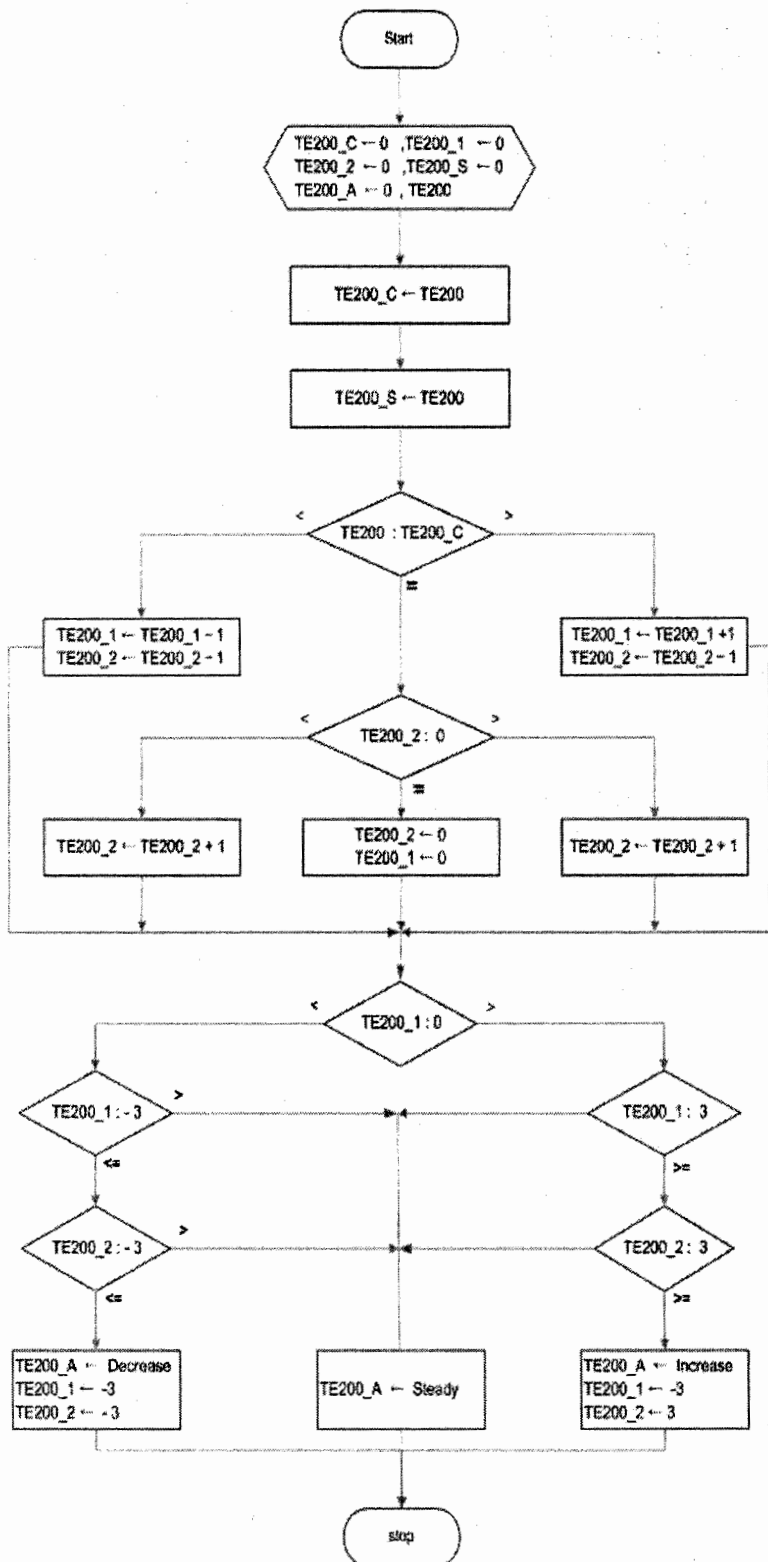 Start
TE200_C ← 0 ,TE200_1 ← 0
TE200_2 ← 0 ,TE200_S ← 0
TE200_A ← 0 , TE200
TE200_C ← TE200
TE200_S ← TE200
< TE200 : TE200_C >
=
TE200_1 ← TE200_1 - 1
TE200_2 ← TE200_2 - 1
TE200_1 ← TE200_1 +1
TE200_2 ← TE200_2 - 1
< TE200_2 : 0 >
=
TE200_2 ← TE200_2 + 1
TE200_2 ← 0
TE200_1 ← 0
TE200_2 ← TE200_2 + 1
< TE200_1 : 0 >
TE200_1 : - 3 >
<=
TE200_1 : 3
>=
TE200_2 : - 3 >
<=
TE200_2 : 3
>=
TE200_A ← Decrease
TE200_1 ← -3
TE200_2 ← - 3
TE200_A ← Steady
TE200_A ← Increase
TE200_1 ← -3
TE200_2 ← 3
stop